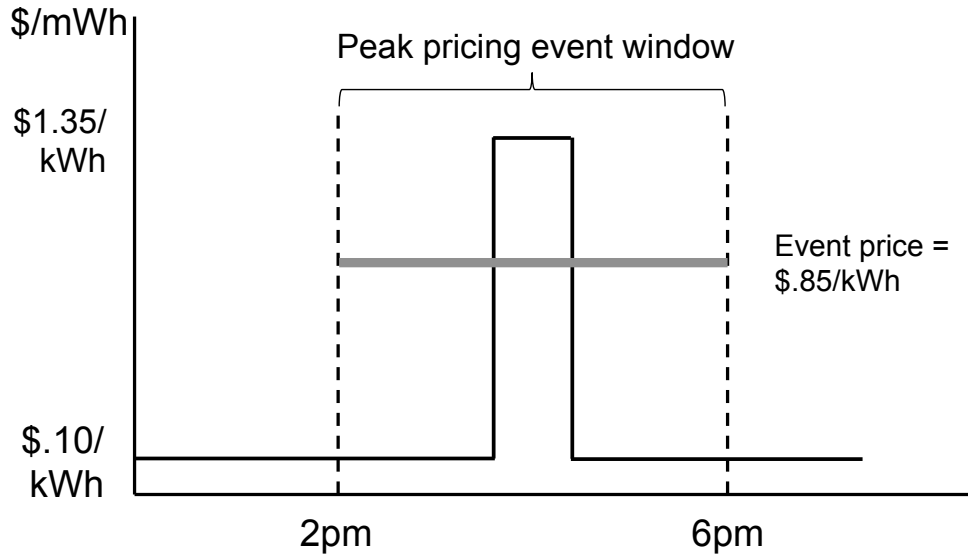 $/mWh
Peak pricing event window
$1.35/
kWh
Event price =
$.85/kWh
$.10/
kWh
2pm
6pm